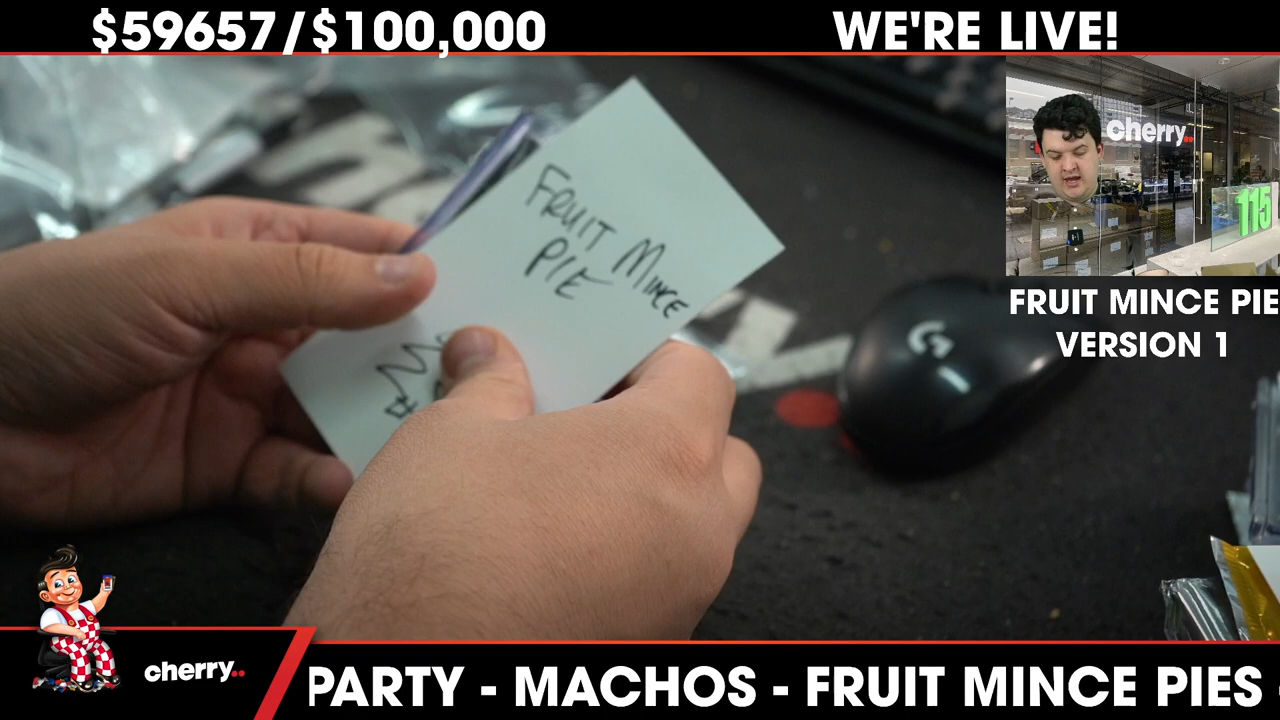 $59657/$100,000
WE'RE LIVE!
cherry..
115
FRUIT MINCE PIE
VERSION 1
FRUIT MINCE
PIE
G
cherry..
PARTY - MACHOS - FRUIT MINCE PIES -